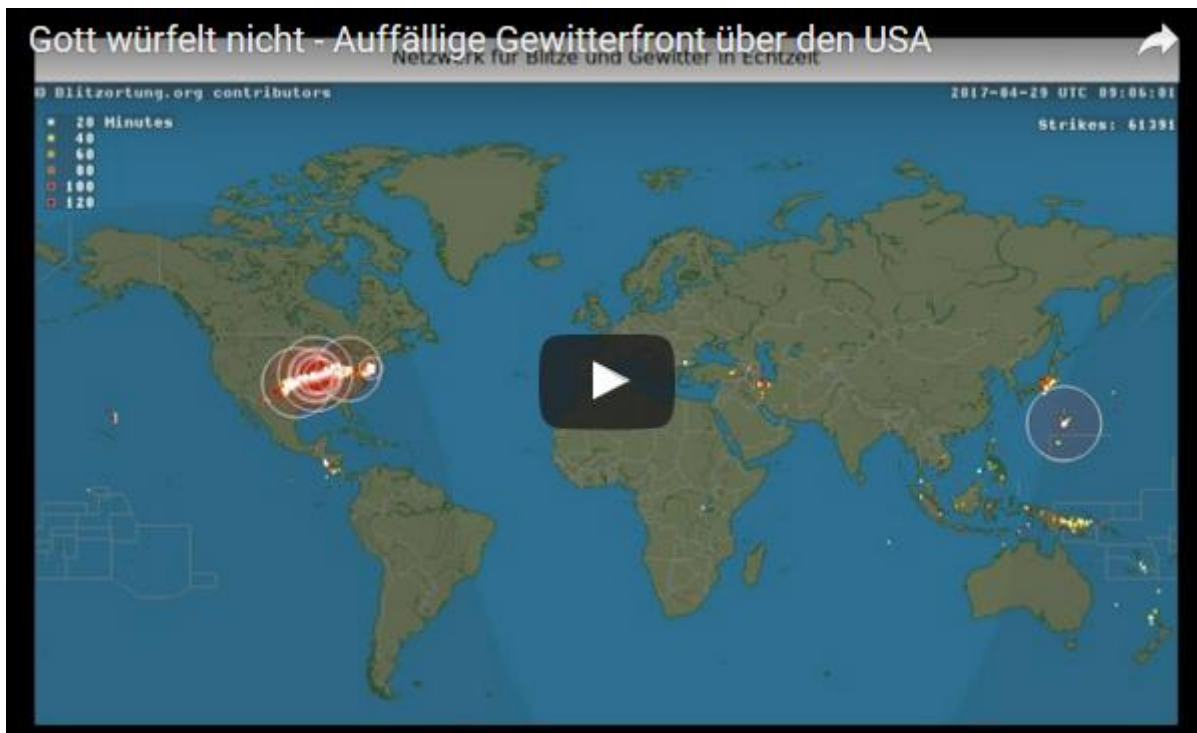 Gott würfelt nicht - Auffällige Gewitterfront über den USA
Netzwerk für Blitze und Gewitter in Echtzeit
© Blitzortung.org contributors
2017-04-29 UTC 09:06:01
Strikes: 61391
20 Minutes
40
60
80
100
120